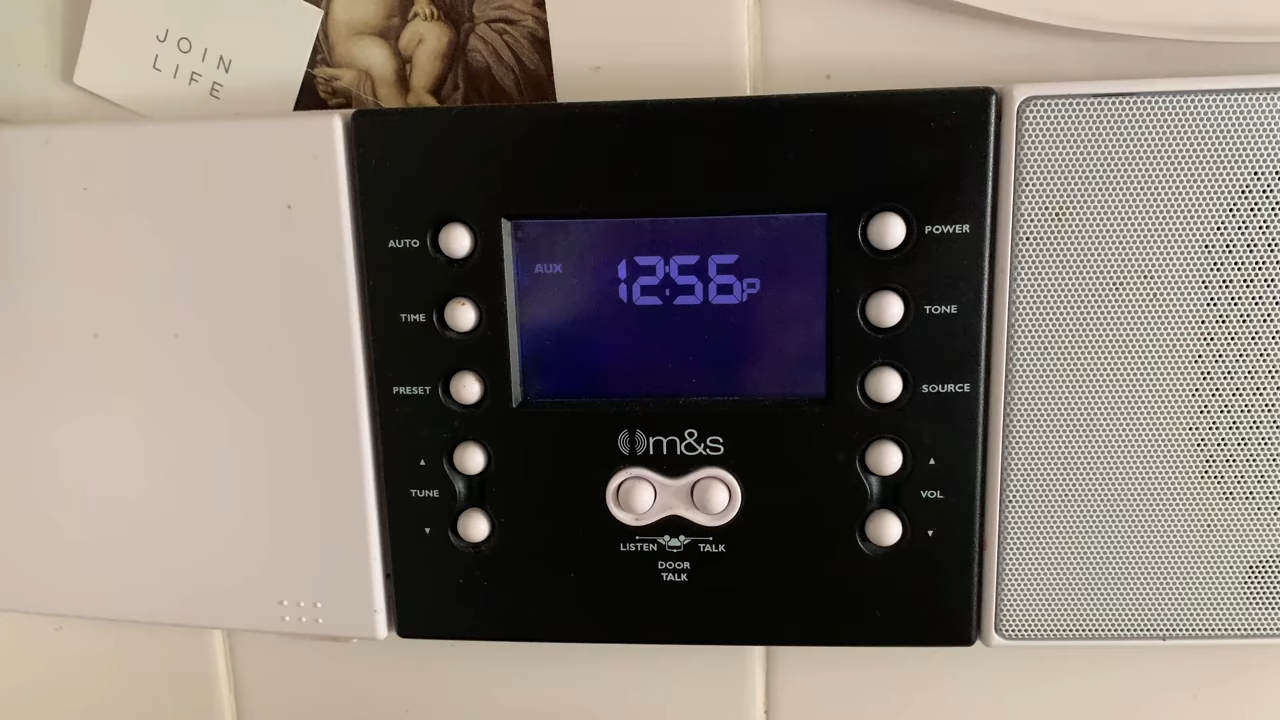 JOIN
LIFE
AUTO
TIME
PRESET
TUNE
AUX
12:56P
m&s
LISTEN TALK
DOOR
TALK
POWER
TONE
SOURCE
VOL